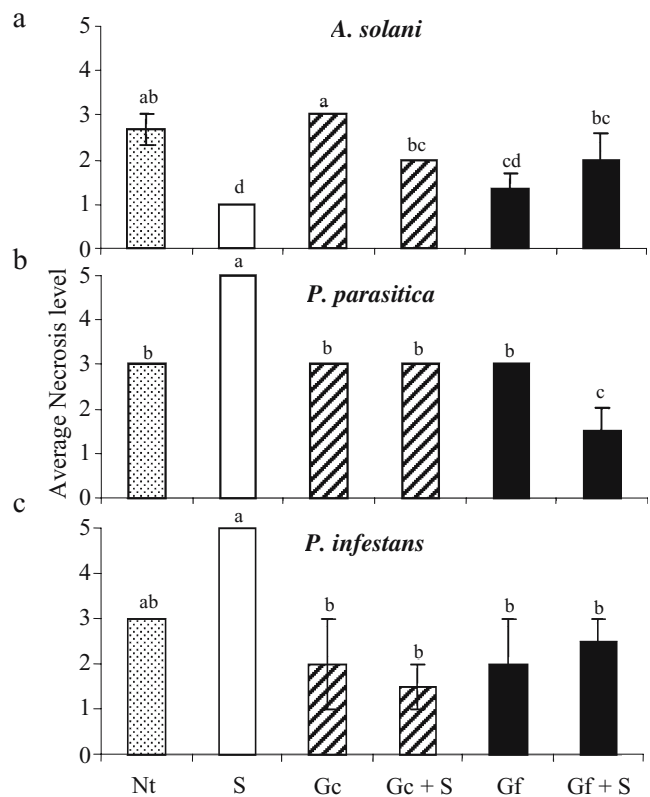 a
A. solani
5
4
3
2
1
0
ab
d
a
bc
cd
bc
b
P. parasitica
5
4
3
2
1
0
b
a
b
b
b
c
Average Necrosis level
c
P. infestans
5
4
3
2
1
0
ab
a
b
b
b
b
Nt S Gc Gc + S Gf Gf + S